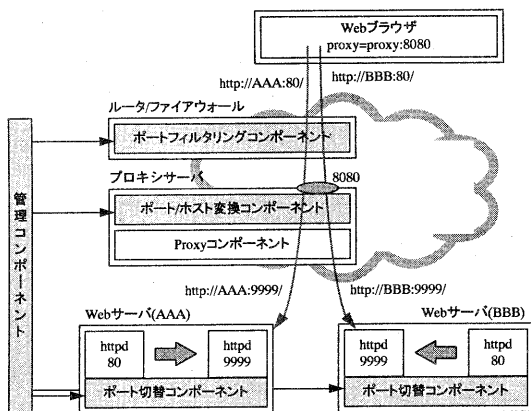 Webブラウザ
proxy=proxy:8080
http://AAA:80/
http://BBB:80/
ルータ/ファイアウォール
ポートフィルタリングコンポーネント
プロキシサーバ
8080
ポート/ホスト変換コンポーネント
Proxyコンポーネント
管理コンポーネント
http://AAA:9999/
http://BBB:9999/
Webサーバ(AAA)
Webサーバ(BBB)
httpd
80
httpd
9999
httpd
9999
httpd
80
ポート切替コンポーネント
ポート切替コンポーネント